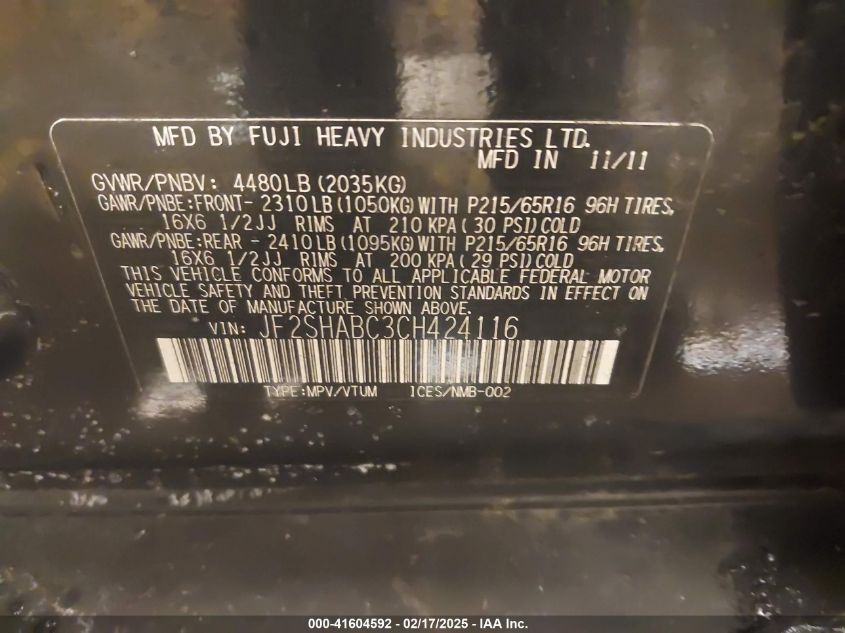 MFD BY FUJI HEAVY INDUSTRIES LTD.
MFD IN 11/11
GVWR/PNBV: 4480LB (2035KG)
GAWR/PNBE:FRONT- 2310LB (1050KG) WITH P215/65R16 96H TIRES,
16X6 1/2JJ RIMS AT 210 KPA ( 30 PSI) COLD
GAWR/PNBE:REAR - 2410LB (1095KG) WITH P215/65R16 96H TIRES,
16X6 1/2JJ RIMS AT 200 KPA ( 29 PSI) COLD
THIS VEHICLE CONFORMS TO ALL APPLICABLE FEDERAL MOTOR
VEHICLE SAFETY AND THEFT PREVENTION STANDARDS IN EFFECT ON
THE DATE OF MANUFACTURE SHOWN ABOVE.
VIN: JF2SHABC3CH424116
TYPE:MPV/VTUM ICES/NMB-002
000-41604592 - 02/17/2025 - IAA Inc.